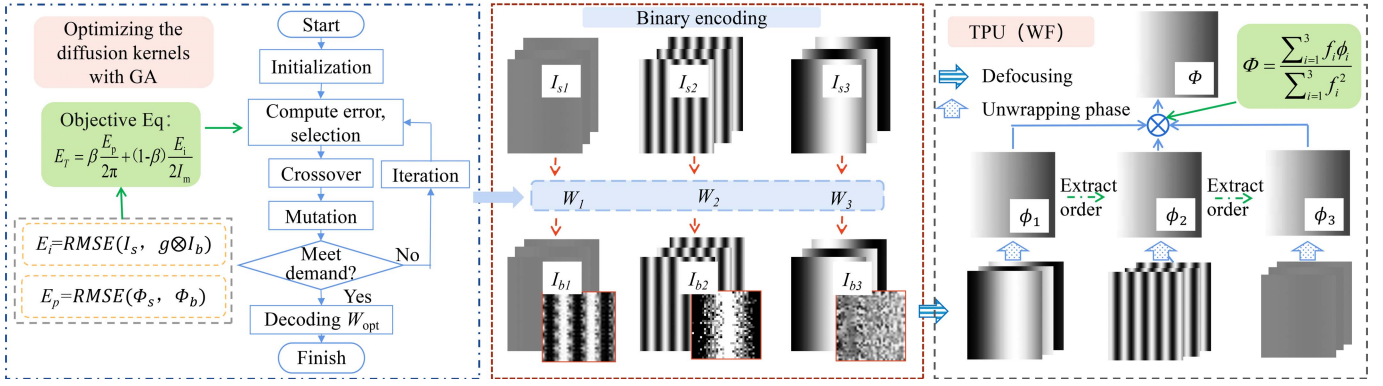 Optimizing the
diffusion kernels
with GA
Objective Eq:
E_T = β E_p/2π + (1-β) E_i/2I_m
E_i=RMSE(I_s, g⊗I_b)
E_p=RMSE(Φ_s, Φ_b)
Start
Initialization
Compute error,
selection
Crossover
Iteration
Mutation
Meet
demand?
No
Yes
Decoding W_opt
Finish
Binary encoding
I_s1
I_s2
I_s3
W_1
W_2
W_3
I_b1
I_b2
I_b3
TPU (WF)
Defocusing
Unwrapping phase
Φ
Φ = ∑_{i=1}^{3} f_i ϕ_i / ∑_{i=1}^{3} f_i^2
ϕ_1
Extract
order
ϕ_2
Extract
order
ϕ_3